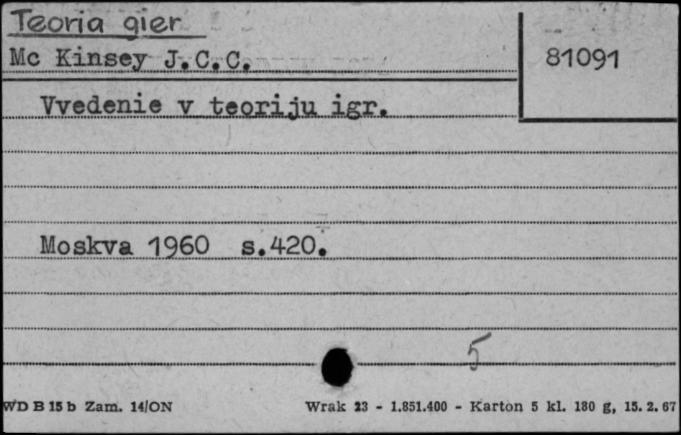 Teoria gier
Mc Kinsey J.C.C.
81091
Vvedenie v teoriju igr.
Moskva 1960 s.420.
5
WD B 15 b Zam. 14/ON
Wrak 23 - 1.851.400 - Karton 5 kl. 180 g, 15. 2. 67